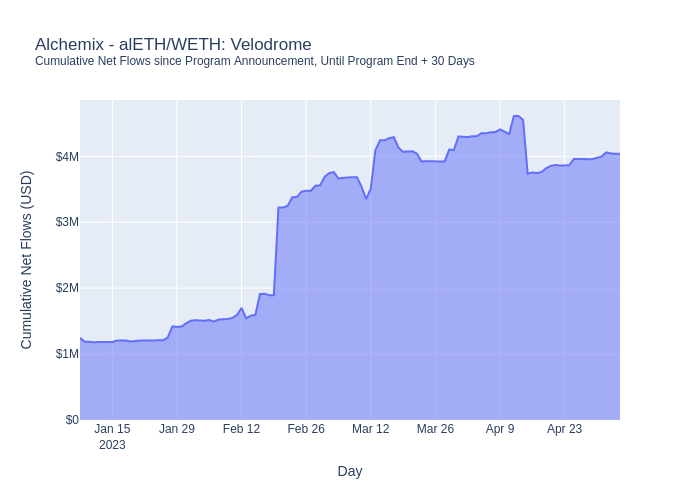 Alchemix - alETH/WETH: Velodrome
Cumulative Net Flows since Program Announcement, Until Program End + 30 Days
Cumulative Net Flows (USD)
$4M
$3M
$2M
$1M
$0
Jan 15 Jan 29 Feb 12 Feb 26 Mar 12 Mar 26 Apr 9 Apr 23
2023
Day